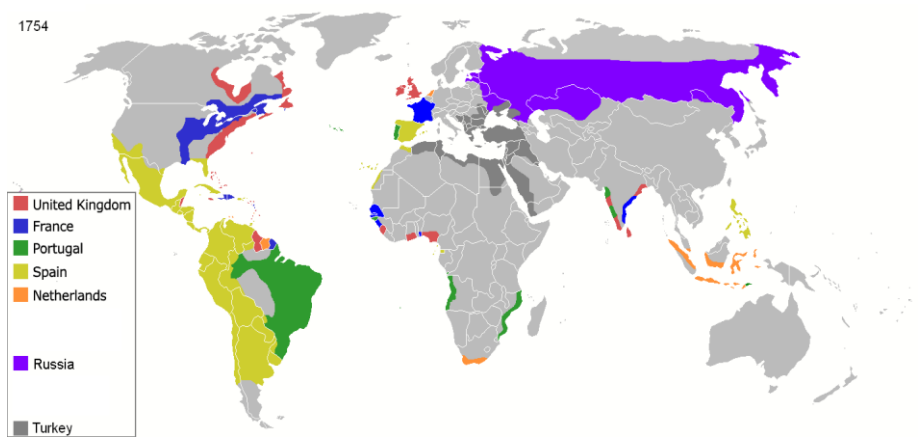 1754
United Kingdom
France
Portugal
Spain
Netherlands
Russia
Turkey